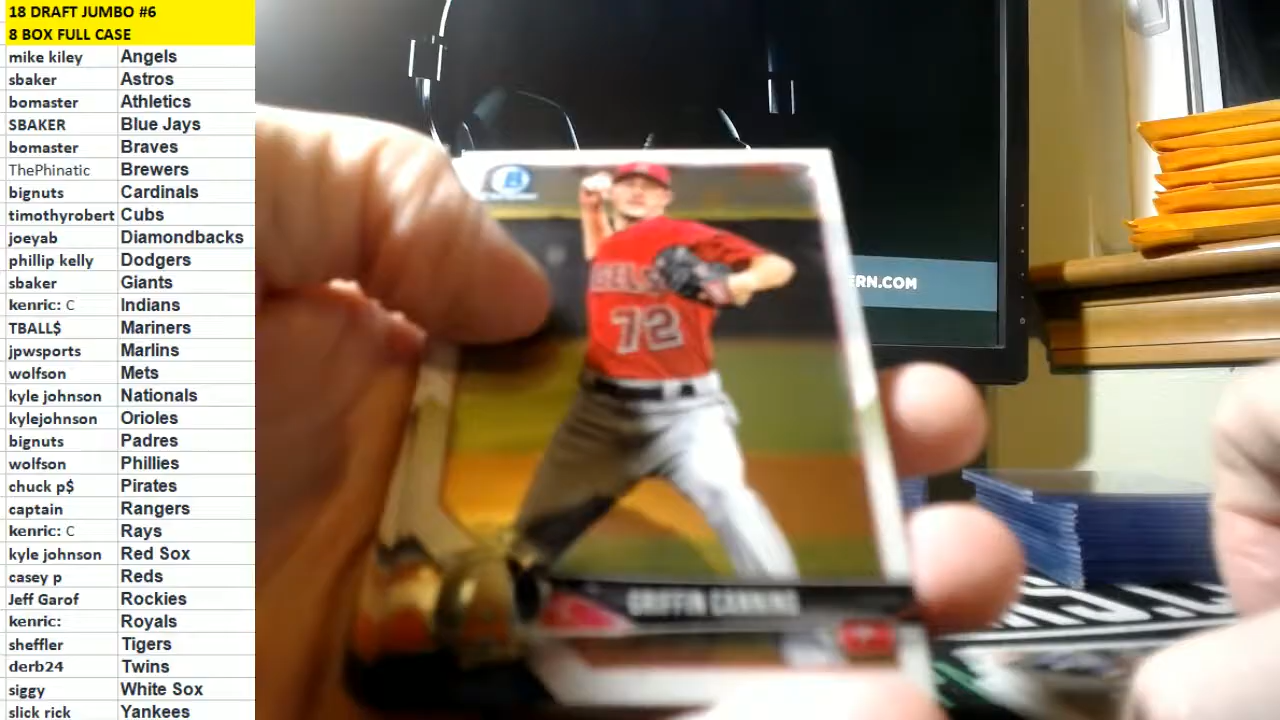 18 DRAFT JUMBO #6
8 BOX FULL CASE
mike kiley Angels
sbaker Astros
bomaster Athletics
SBAKER Blue Jays
bomaster Braves
ThePhinatic Brewers
bignuts Cardinals
timothyrobert Cubs
joeyab Diamondbacks
phillip kelly Dodgers
sbaker Giants
kenric: C Indians
TBALL$ Mariners
jpwsports Marlins
wolfson Mets
kyle johnson Nationals
kylejohnson Orioles
bignuts Padres
wolfson Phillies
chuck p$ Pirates
captain Rangers
kenric: C Rays
kyle johnson Red Sox
casey p Reds
Jeff Garof Rockies
kenric: Royals
sheffler Tigers
derb24 Twins
siggy White Sox
slick rick Yankees
ERN.COM
GELS
72
GRIFFIN CANNING